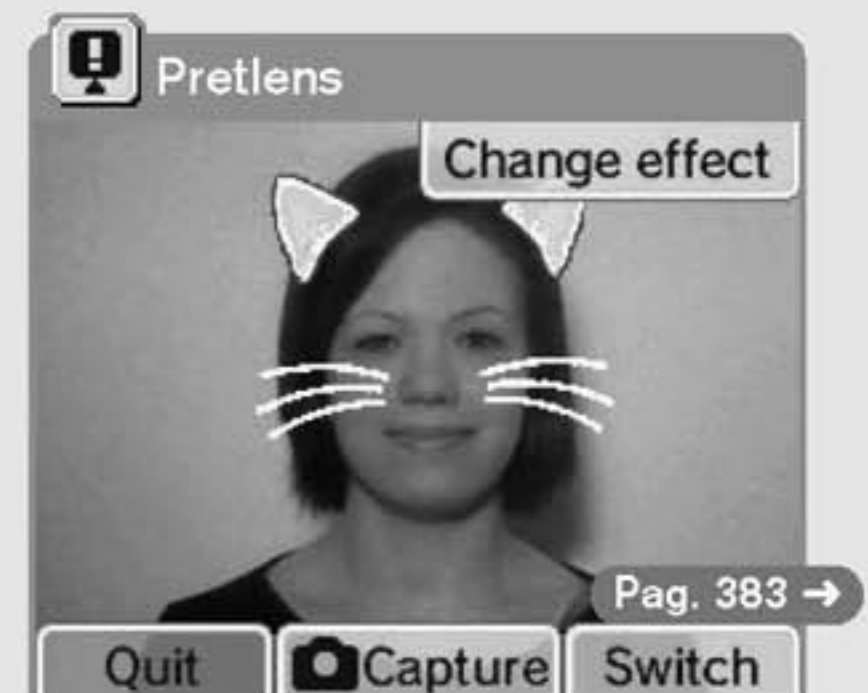 Pretlens
Change effect
Pag. 383 →
Quit
Capture
Switch